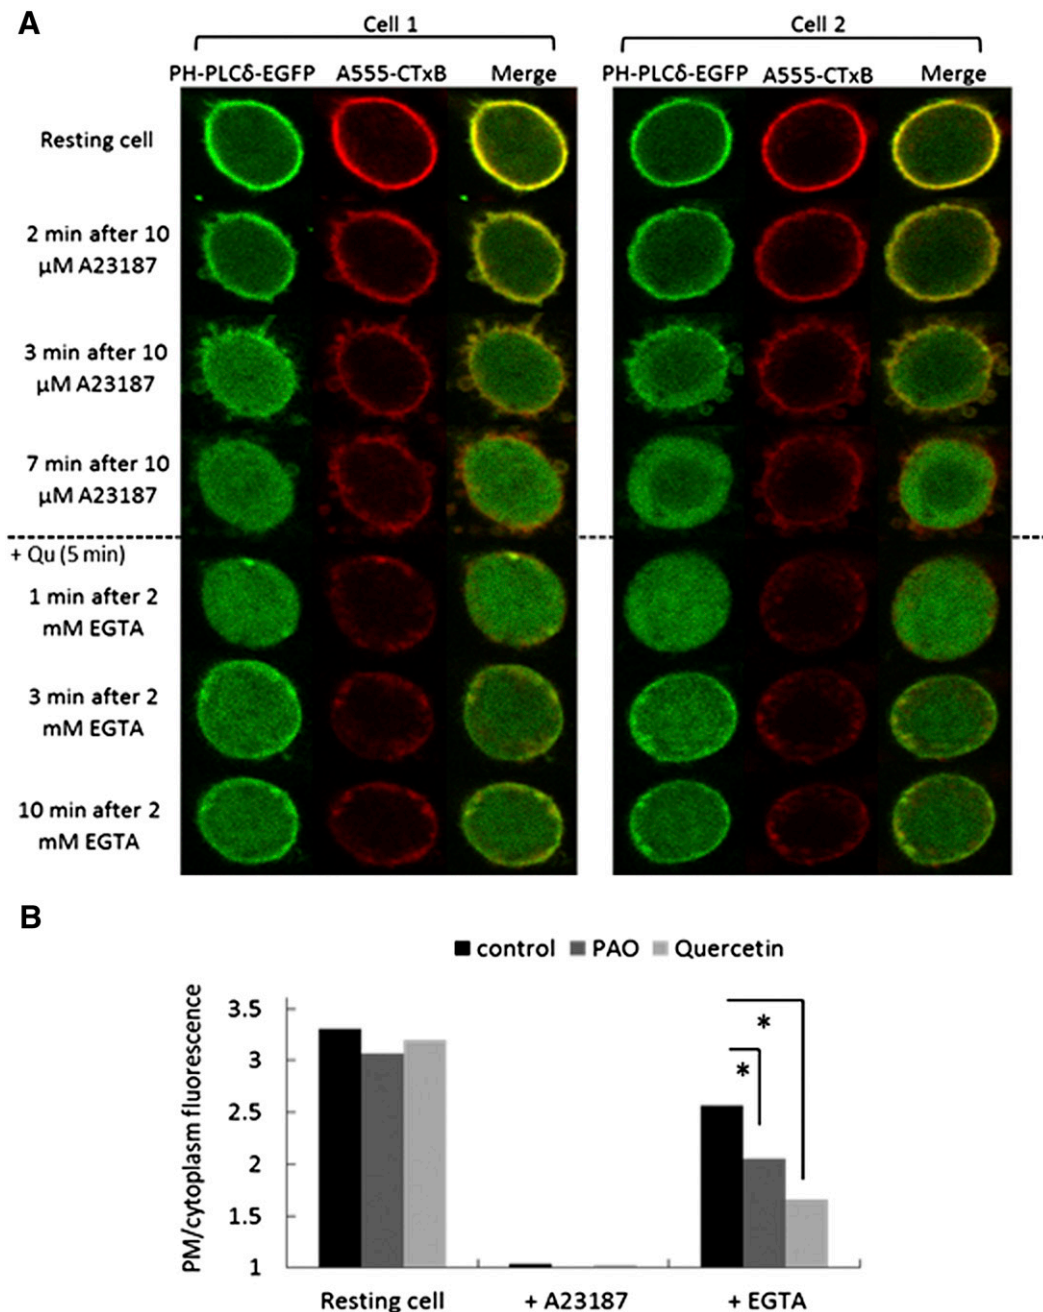 A
Cell 1
Cell 2
PH-PLCδ-EGFP A555-CTxB Merge
PH-PLCδ-EGFP A555-CTxB Merge
Resting cell
2 min after 10
µM A23187
3 min after 10
µM A23187
7 min after 10
µM A23187
+ Qu (5 min)
1 min after 2
mM EGTA
3 min after 2
mM EGTA
10 min after 2
mM EGTA
B
control PAO Quercetin
PM/cytoplasm fluorescence
3.5
3
2.5
2
1.5
1
*
*
Resting cell + A23187 + EGTA